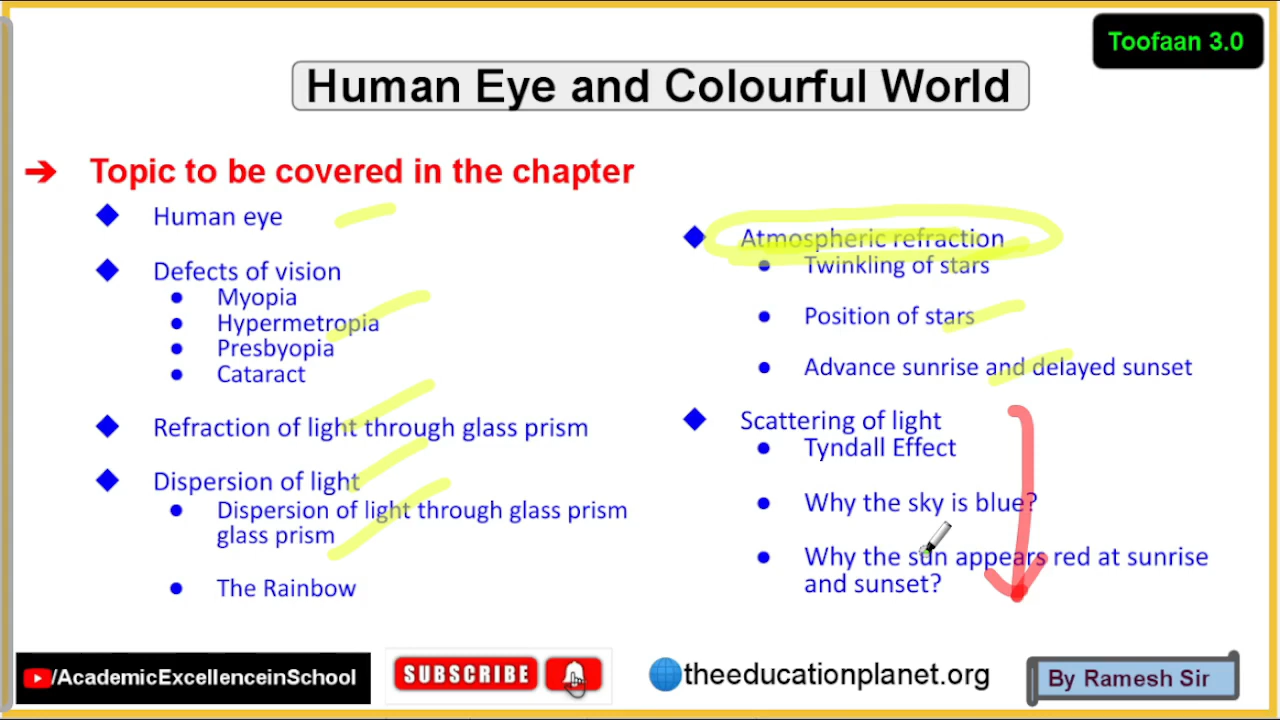 Toofaan 3.0
Human Eye and Colourful World
Topic to be covered in the chapter
Human eye
Defects of vision
Myopia
Hypermetropia
Presbyopia
Cataract
Refraction of light through glass prism
Dispersion of light
Dispersion of light through glass prism
glass prism
The Rainbow
Atmospheric refraction
Twinkling of stars
Position of stars
Advance sunrise and delayed sunset
Scattering of light
Tyndall Effect
Why the sky is blue?
Why the sun appears red at sunrise
and sunset?
/AcademicExcellenceinSchool
SUBSCRIBE
theeducationplanet.org
By Ramesh Sir